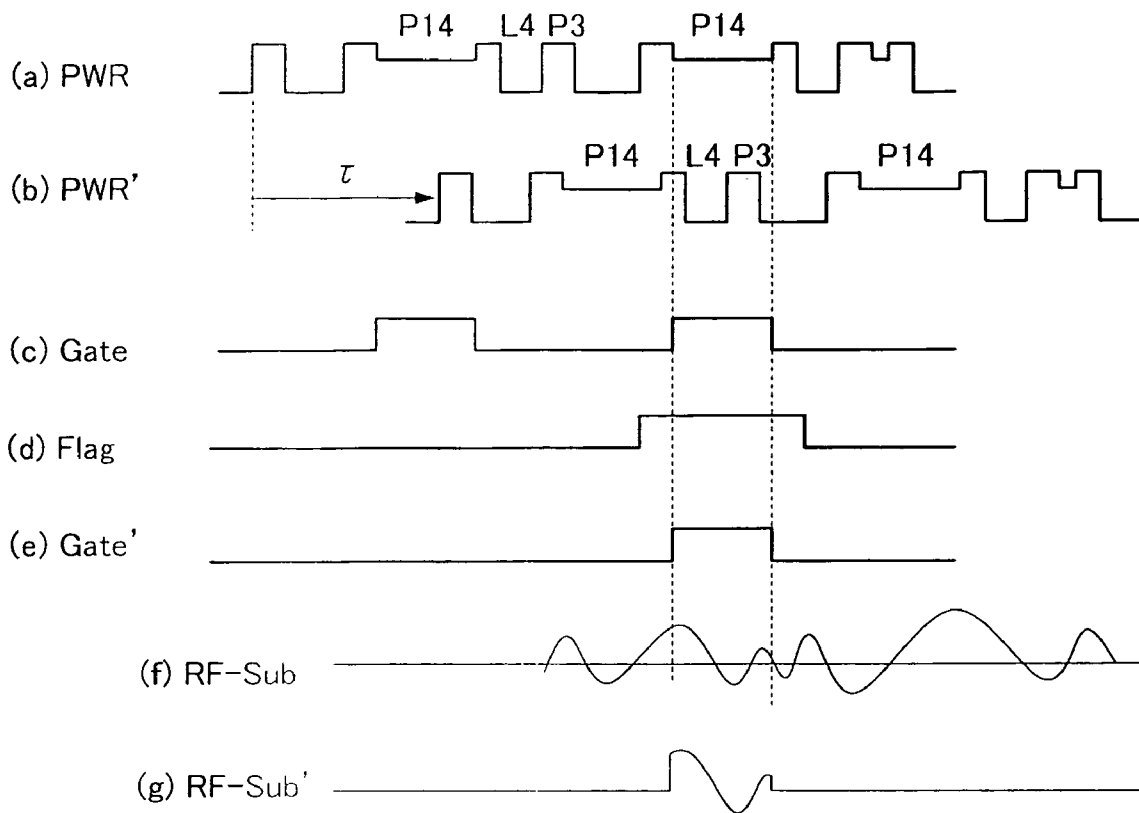 P14 L4 P3 P14
(a) PWR
P14 L4 P3 P14
(b) PWR'
τ
(c) Gate
(d) Flag
(e) Gate'
(f) RF-Sub
(g) RF-Sub'